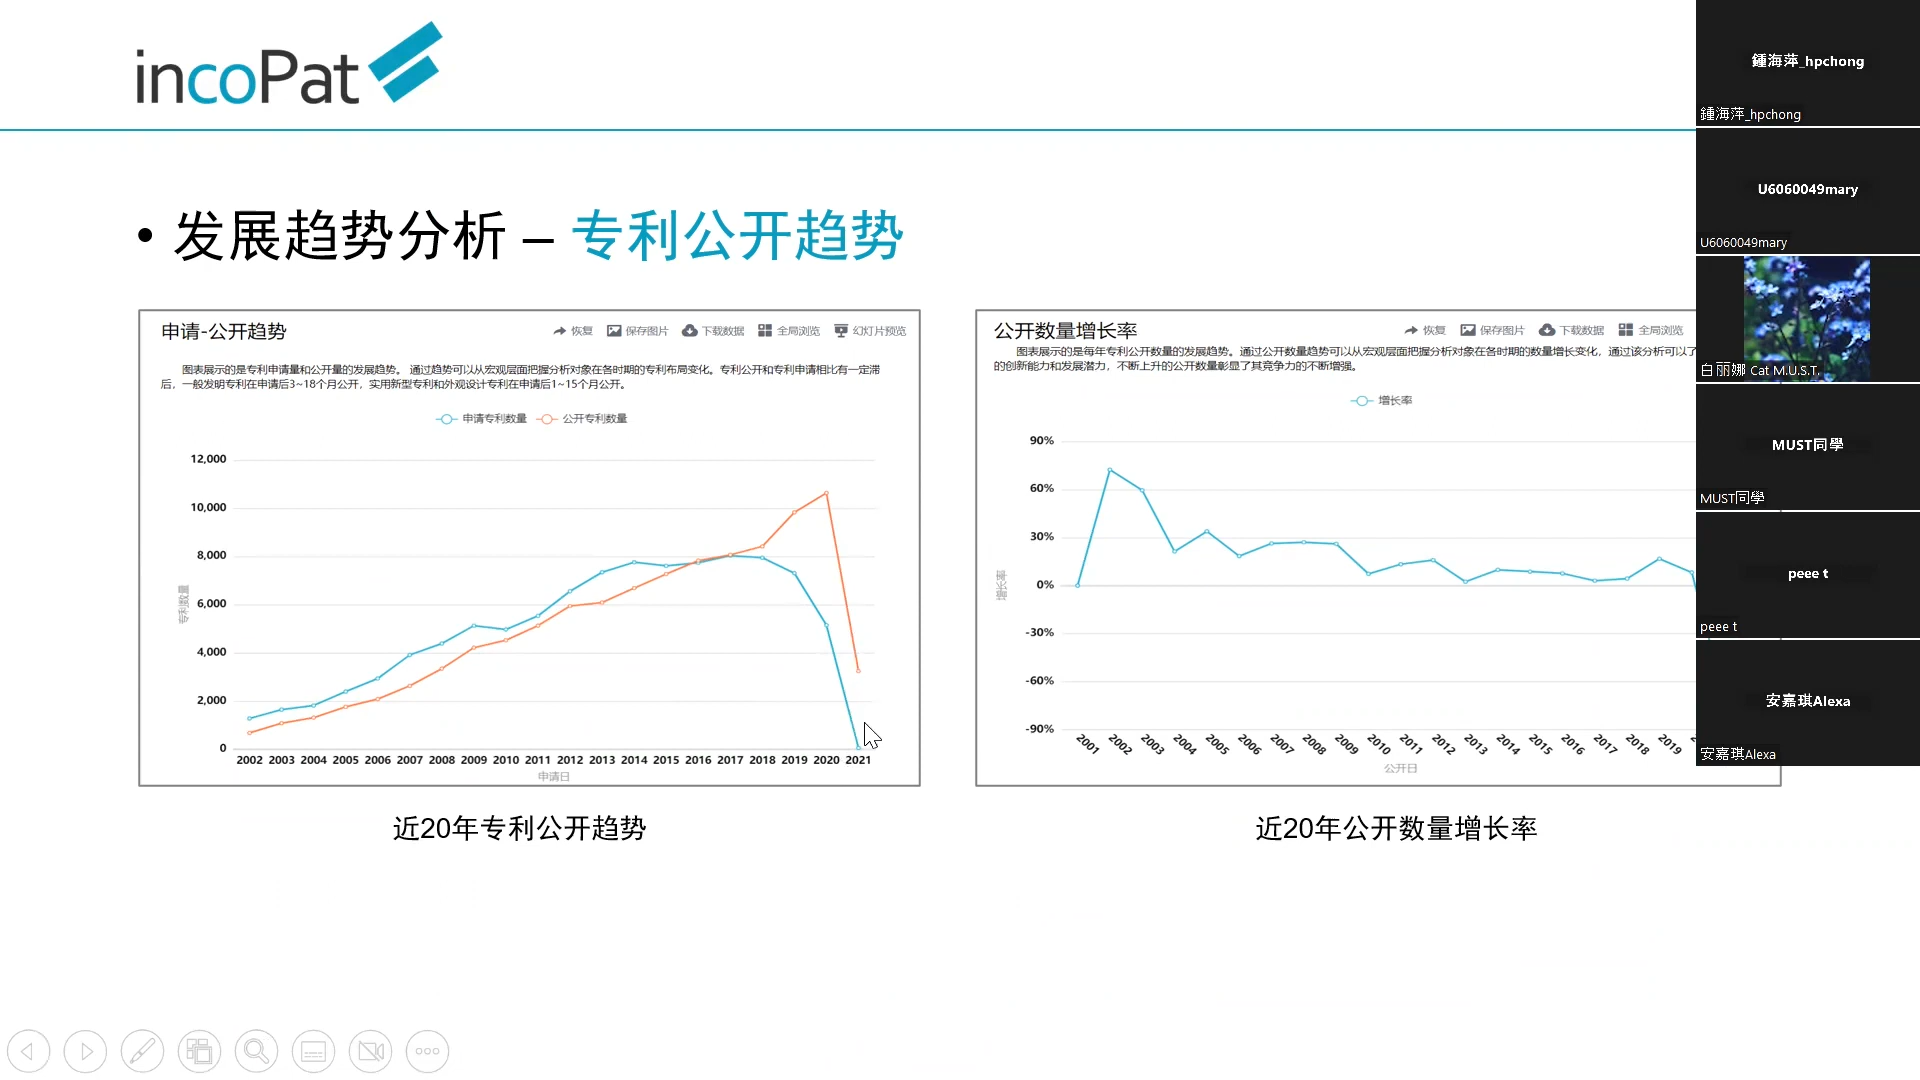 incoPat
• 发展趋势分析 – 专利公开趋势
申请-公开趋势
恢复 保存图片 下载数据 全局浏览 幻灯片预览
图表展示的是专利申请量和公开量的发展趋势。 通过趋势可以从宏观层面把握分析对象在各时期的专利布局变化。专利公开和专利申请相比有一定滞
后，一般发明专利在申请后3~18个月公开，实用新型专利和外观设计专利在申请后1~15个月公开。
申请专利数量 公开专利数量
12,000
10,000
8,000
6,000
4,000
2,000
0
专利数量
2002 2003 2004 2005 2006 2007 2008 2009 2010 2011 2012 2013 2014 2015 2016 2017 2018 2019 2020 2021
申请日
近20年专利公开趋势
公开数量增长率
恢复 保存图片 下载数据 全局浏览
图表展示的是每年专利公开数量的发展趋势。通过公开数量趋势可以从宏观层面把握分析对象在各时期的数量增长变化，通过该分析可以了
的创新能力和发展潜力，不断上升的公开数量彰显了其竞争力的不断增强。
增长率
90%
60%
30%
0%
-30%
-60%
-90%
增长率
2001 2002 2003 2004 2005 2006 2007 2008 2009 2010 2011 2012 2013 2014 2015 2016 2017 2018 2019
公开日
近20年公开数量增长率
鍾海萍_hpchong
鍾海萍_hpchong
U6060049mary
U6060049mary
白丽娜 Cat M.U.S.T.
MUST同學
MUST同學
peee t
peee t
安嘉琪Alexa
安嘉琪Alexa